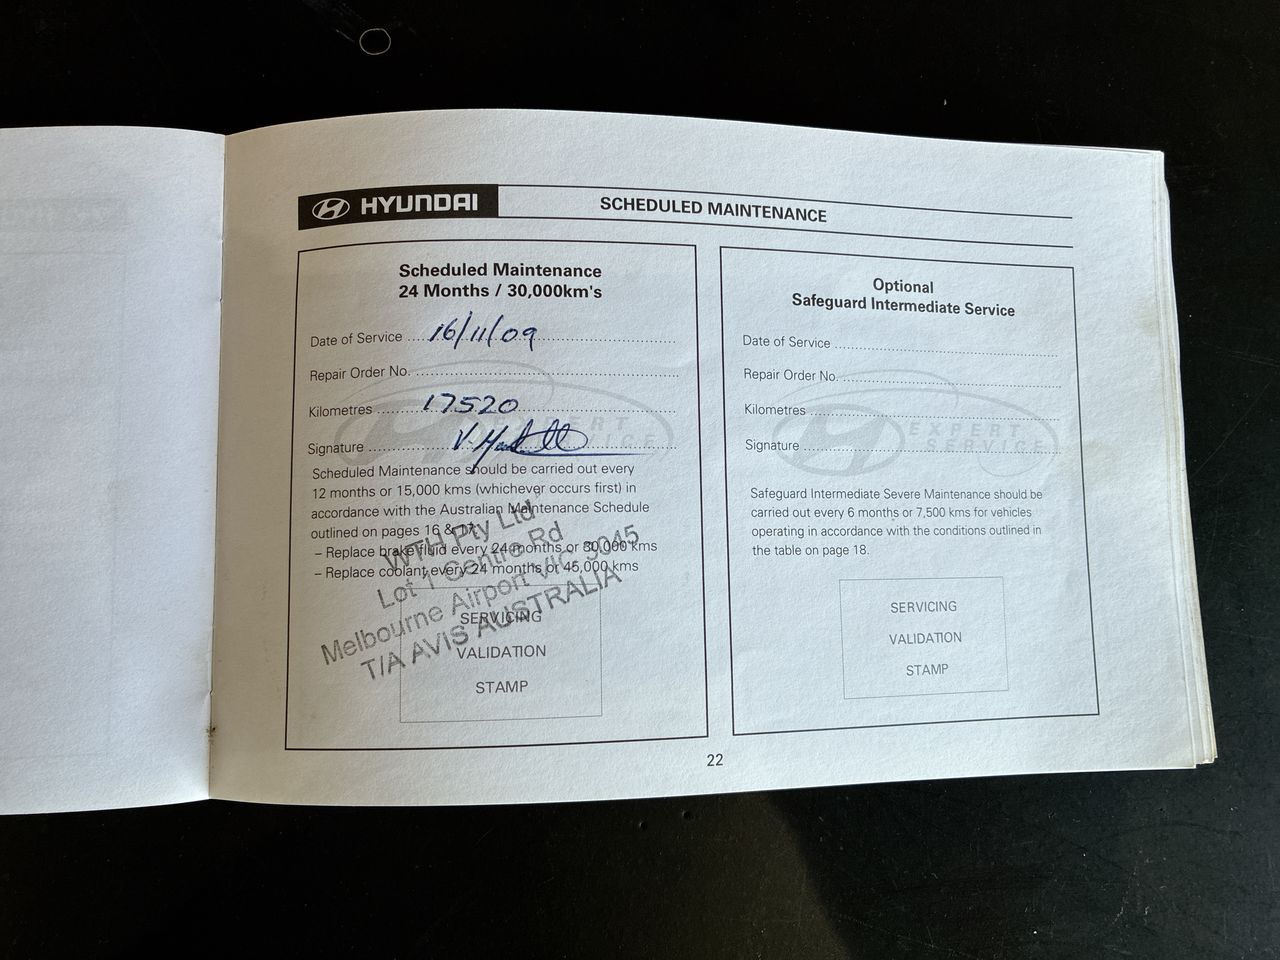 HYUNDAI
SCHEDULED MAINTENANCE
Scheduled Maintenance
24 Months / 30,000km's
Date of Service ..... 16/11/09
Repair Order No.
Kilometres ..... 17520
Signature
Scheduled Maintenance should be carried out every
12 months or 15,000 kms (whichever occurs first) in
accordance with the Australian Maintenance Schedule
outlined on pages 16 & 17.
– Replace brake fluid every 24 months or 30,000 kms
– Replace coolant every 24 months or 45,000 kms
WTH Pty Ltd
Lot 1 Centre Rd
Melbourne Airport VIC 3045
T/A AVIS AUSTRALIA
SERVICING
VALIDATION
STAMP
Optional
Safeguard Intermediate Service
Date of Service
Repair Order No.
Kilometres
Signature
EXPERT
Safeguard Intermediate Severe Maintenance should be
carried out every 6 months or 7,500 kms for vehicles
operating in accordance with the conditions outlined in
the table on page 18.
SERVICING
VALIDATION
STAMP
22